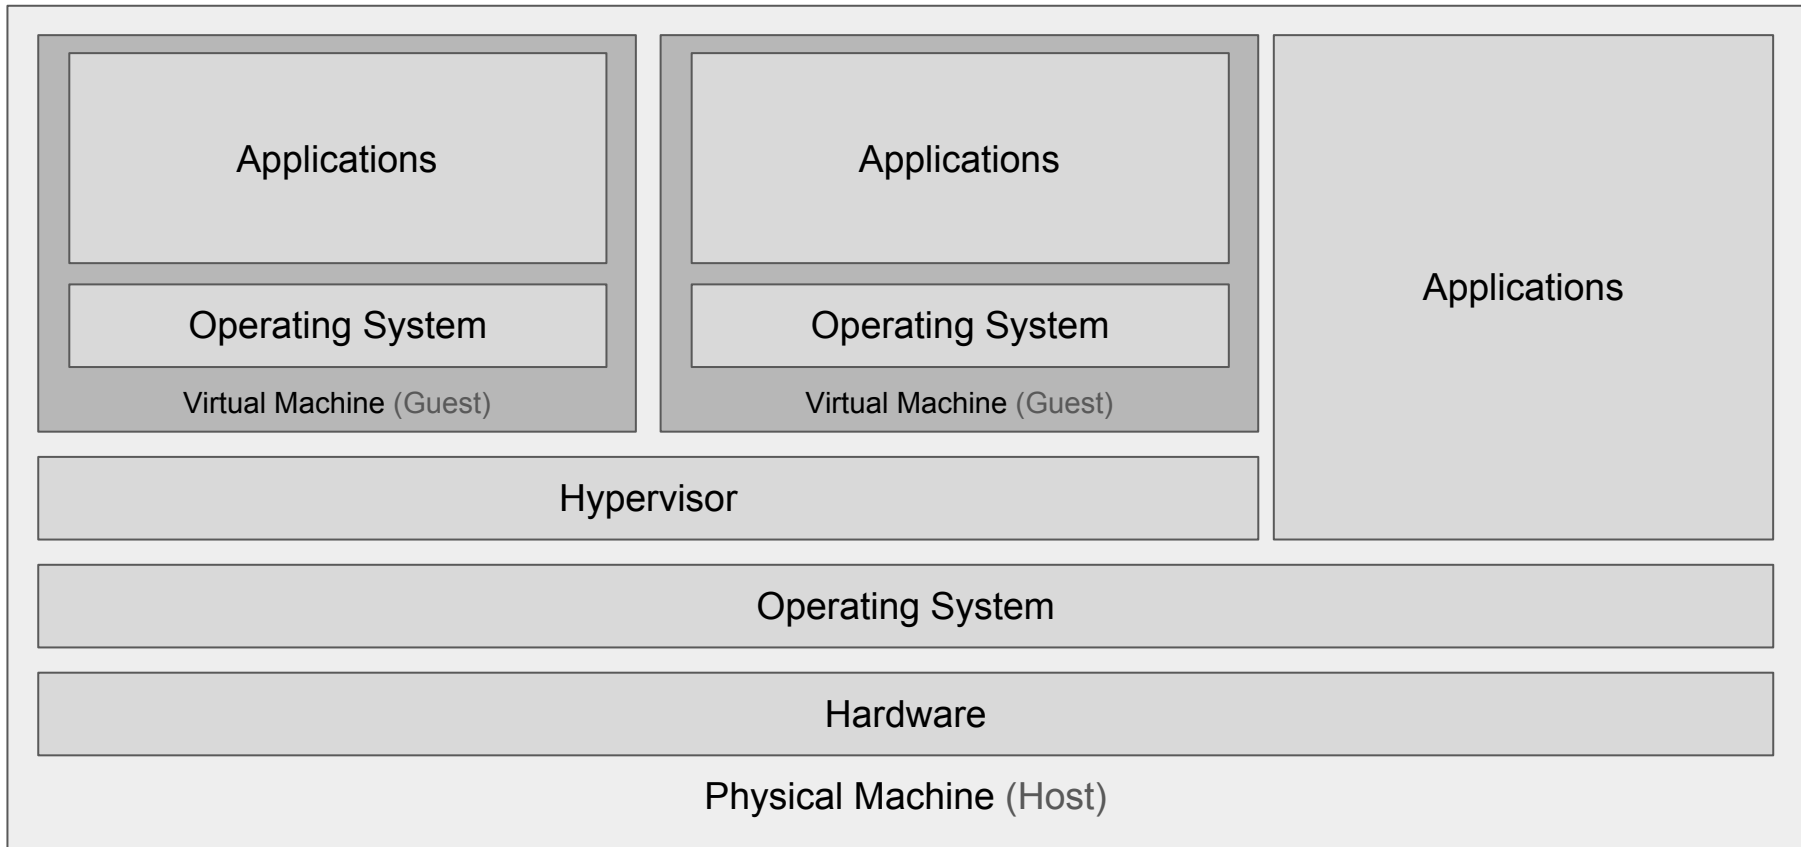 Applications
Operating System
Virtual Machine (Guest)
Applications
Operating System
Virtual Machine (Guest)
Applications
Hypervisor
Operating System
Hardware
Physical Machine (Host)